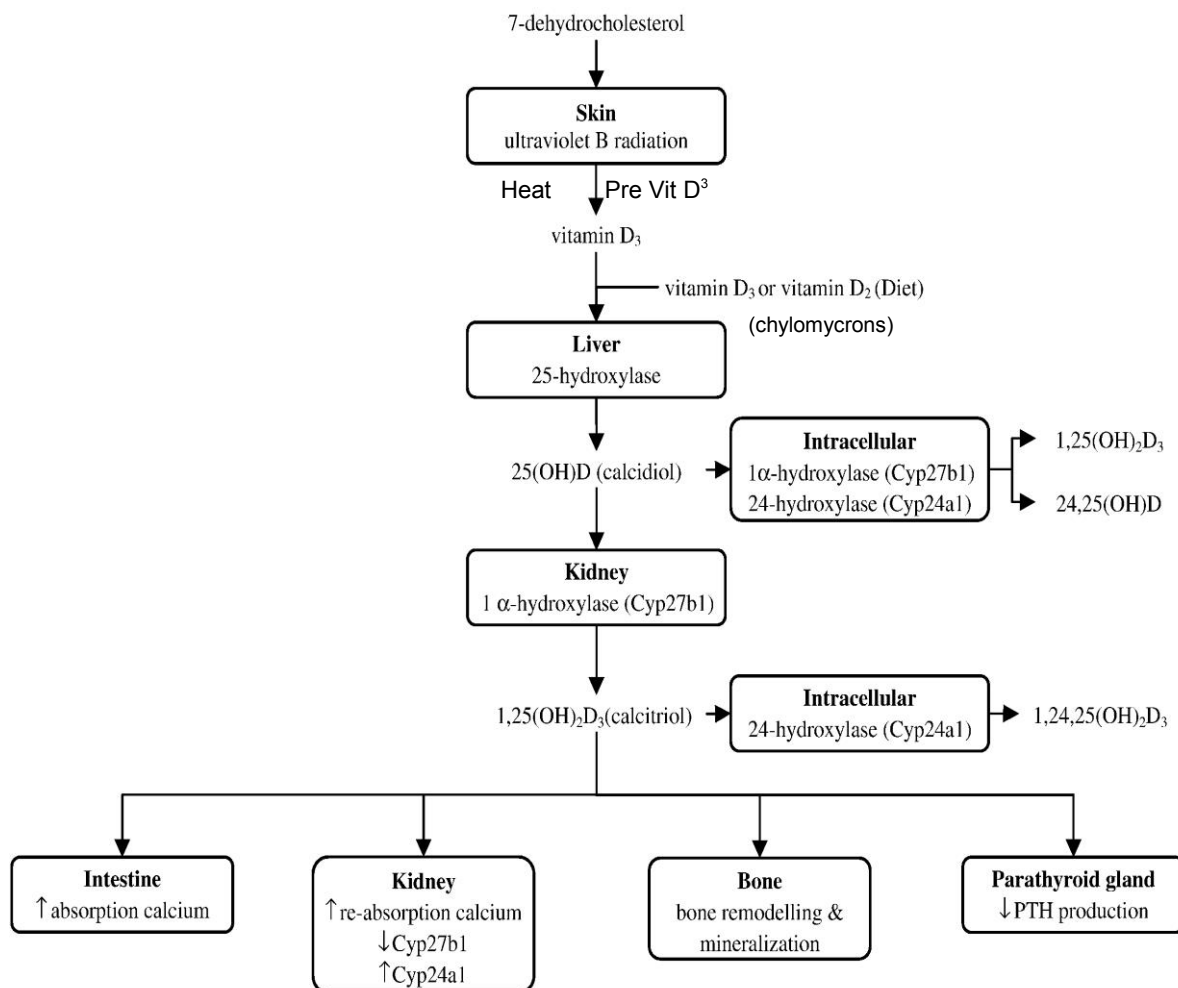 7-dehydrocholesterol
Skin
ultraviolet B radiation
Heat Pre Vit D³
vitamin D₃
vitamin D₃ or vitamin D₂ (Diet)
(chylomycrons)
Liver
25-hydroxylase
25(OH)D (calcidiol)
Intracellular
1α-hydroxylase (Cyp27b1)
24-hydroxylase (Cyp24a1)
1,25(OH)₂D₃
24,25(OH)D
Kidney
1 α-hydroxylase (Cyp27b1)
1,25(OH)₂D₃(calcitriol)
Intracellular
24-hydroxylase (Cyp24a1)
1,24,25(OH)₂D₃
Intestine
↑absorption calcium
Kidney
↑re-absorption calcium
↓Cyp27b1
↑Cyp24a1
Bone
bone remodelling &
mineralization
Parathyroid gland
↓PTH production